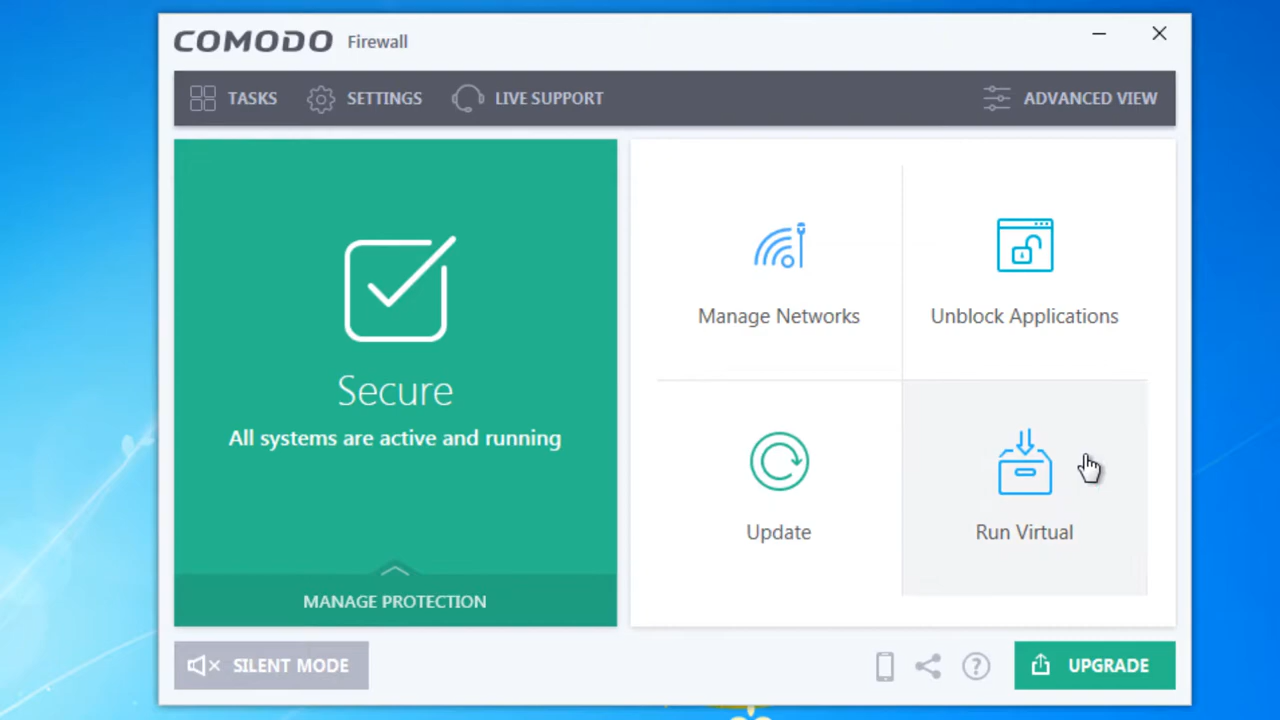 COMODO Firewall
TASKS SETTINGS LIVE SUPPORT ADVANCED VIEW
Secure
All systems are active and running
MANAGE PROTECTION
Manage Networks
Unblock Applications
Update
Run Virtual
SILENT MODE
? UPGRADE